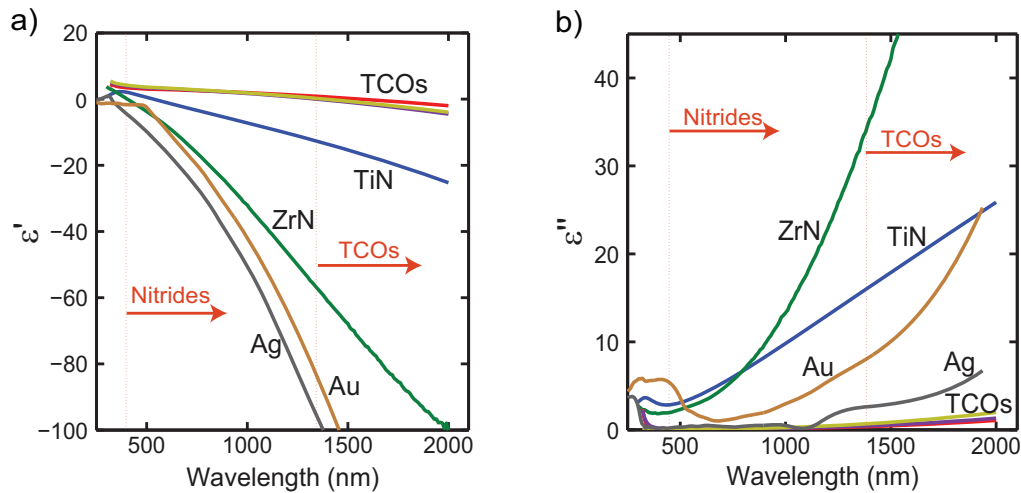 a)
20
0
−20
−40
−60
−80
−100
ε'
500
1000
1500
2000
Wavelength (nm)
TCOs
TiN
ZrN
TCOs
Nitrides
Ag
Au
b)
40
30
20
10
0
ε''
500
1000
1500
2000
Wavelength (nm)
Nitrides
TCOs
ZrN
TiN
Au
Ag
TCOs